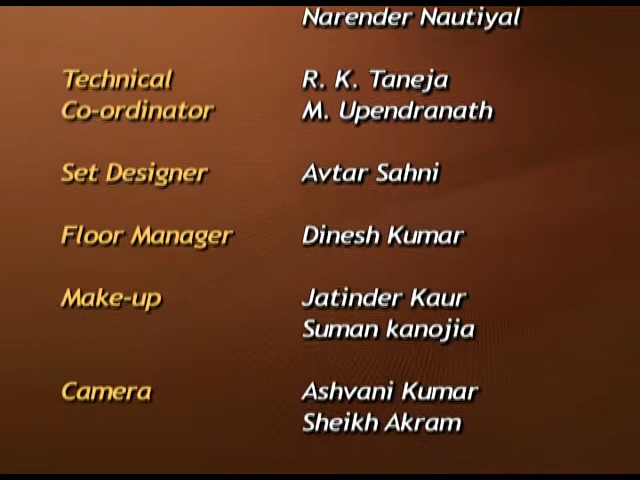 Narender Nautiyal
Technical R. K. Taneja
Co-ordinator M. Upendranath
Set Designer Avtar Sahni
Floor Manager Dinesh Kumar
Make-up Jatinder Kaur
Suman kanojia
Camera Ashvani Kumar
Sheikh Akram